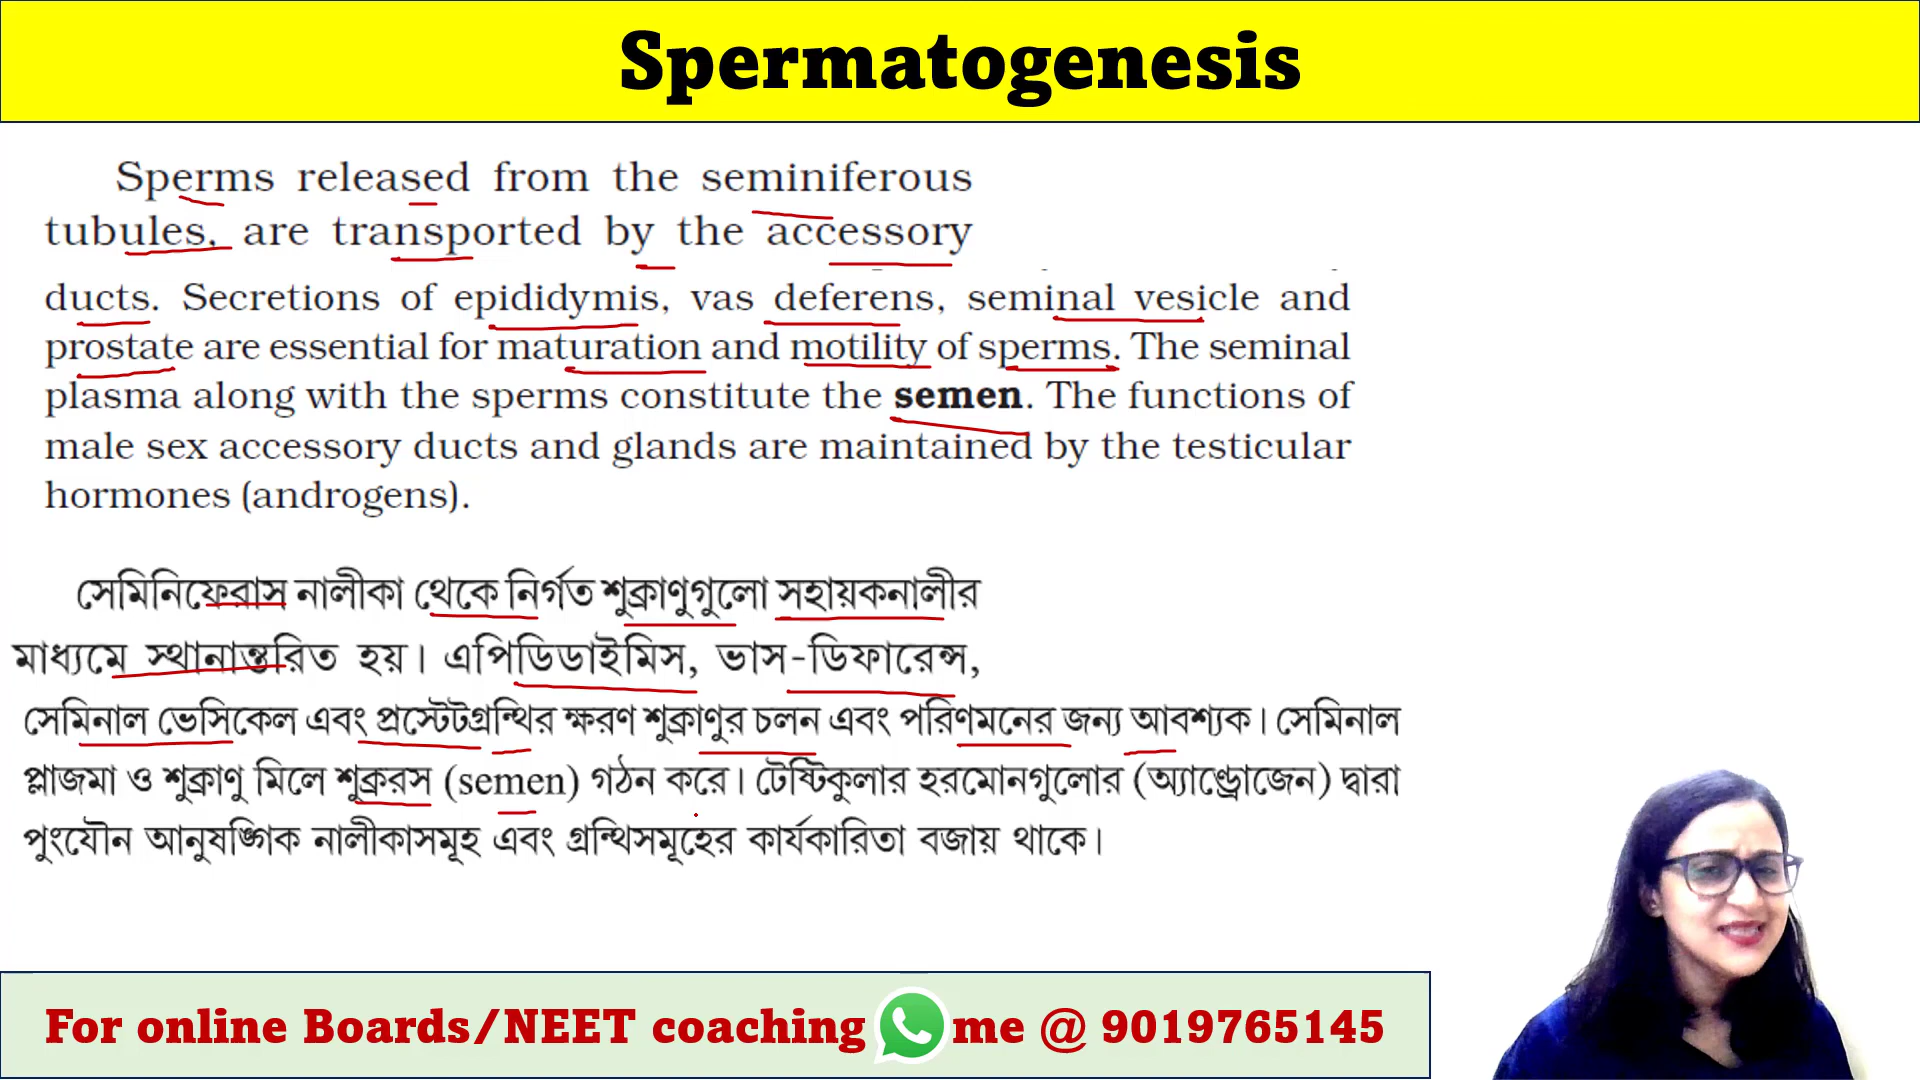 Spermatogenesis
Sperms released from the seminiferous
tubules, are transported by the accessory
ducts. Secretions of epididymis, vas deferens, seminal vesicle and
prostate are essential for maturation and motility of sperms. The seminal
plasma along with the sperms constitute the semen. The functions of
male sex accessory ducts and glands are maintained by the testicular
hormones (androgens).
সেমিনিফেরাস নালীকা থেকে নির্গত শুক্রাণুগুলো সহায়কনালীর
মাধ্যমে স্থানান্তরিত হয়। এপিডিডাইমিস, ভাস-ডিফারেন্স,
সেমিনাল ভেসিকেল এবং প্রস্টেটগ্রন্থির ক্ষরণ শুক্রাণুর চলন এবং পরিণমনের জন্য আবশ্যক। সেমিনাল
প্লাজমা ও শুক্রাণু মিলে শুক্ররস (semen) গঠন করে। টেষ্টিকুলার হরমোনগুলোর (অ্যাণ্ড্রোজেন) দ্বারা
পুংযৌন আনুষঙ্গিক নালীকাসমূহ এবং গ্রন্থিসমূহের কার্যকারিতা বজায় থাকে।
For online Boards/NEET coaching me @ 9019765145